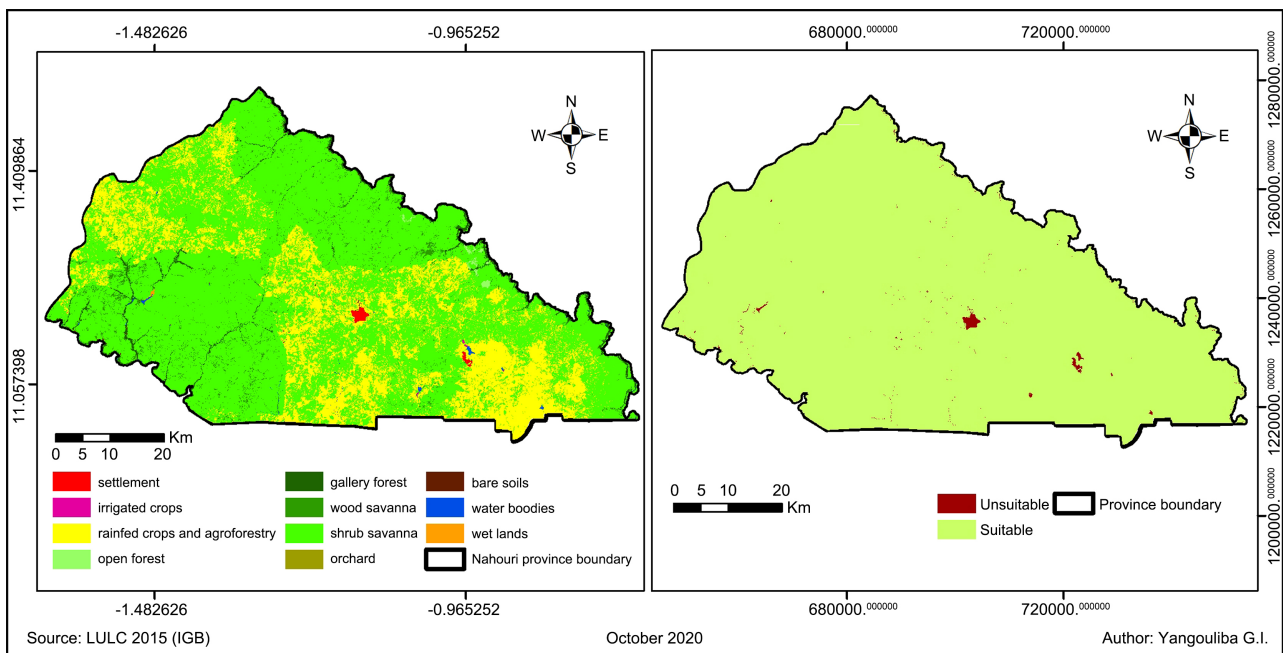 -1.482626 -0.965252 680000.000000 720000.000000
11.409864
11.057398
N
W E
S
N
W E
S
1280000.000000
1260000.000000
1240000.000000
1220000.000000
1200000.000000
Km
0 10 20
settlement
irrigated crops
rainfed crops and agroforestry
open forest
gallery forest
wood savanna
shrub savanna
orchard
bare soils
water boodies
wet lands
Nahouri province boundary
0 10 20
Km
Unsuitable
Suitable
Province boundary
-1.482626 -0.965252 680000.000000 720000.000000
Source: LULC 2015 (IGB) October 2020 Author: Yangouliba G.I.